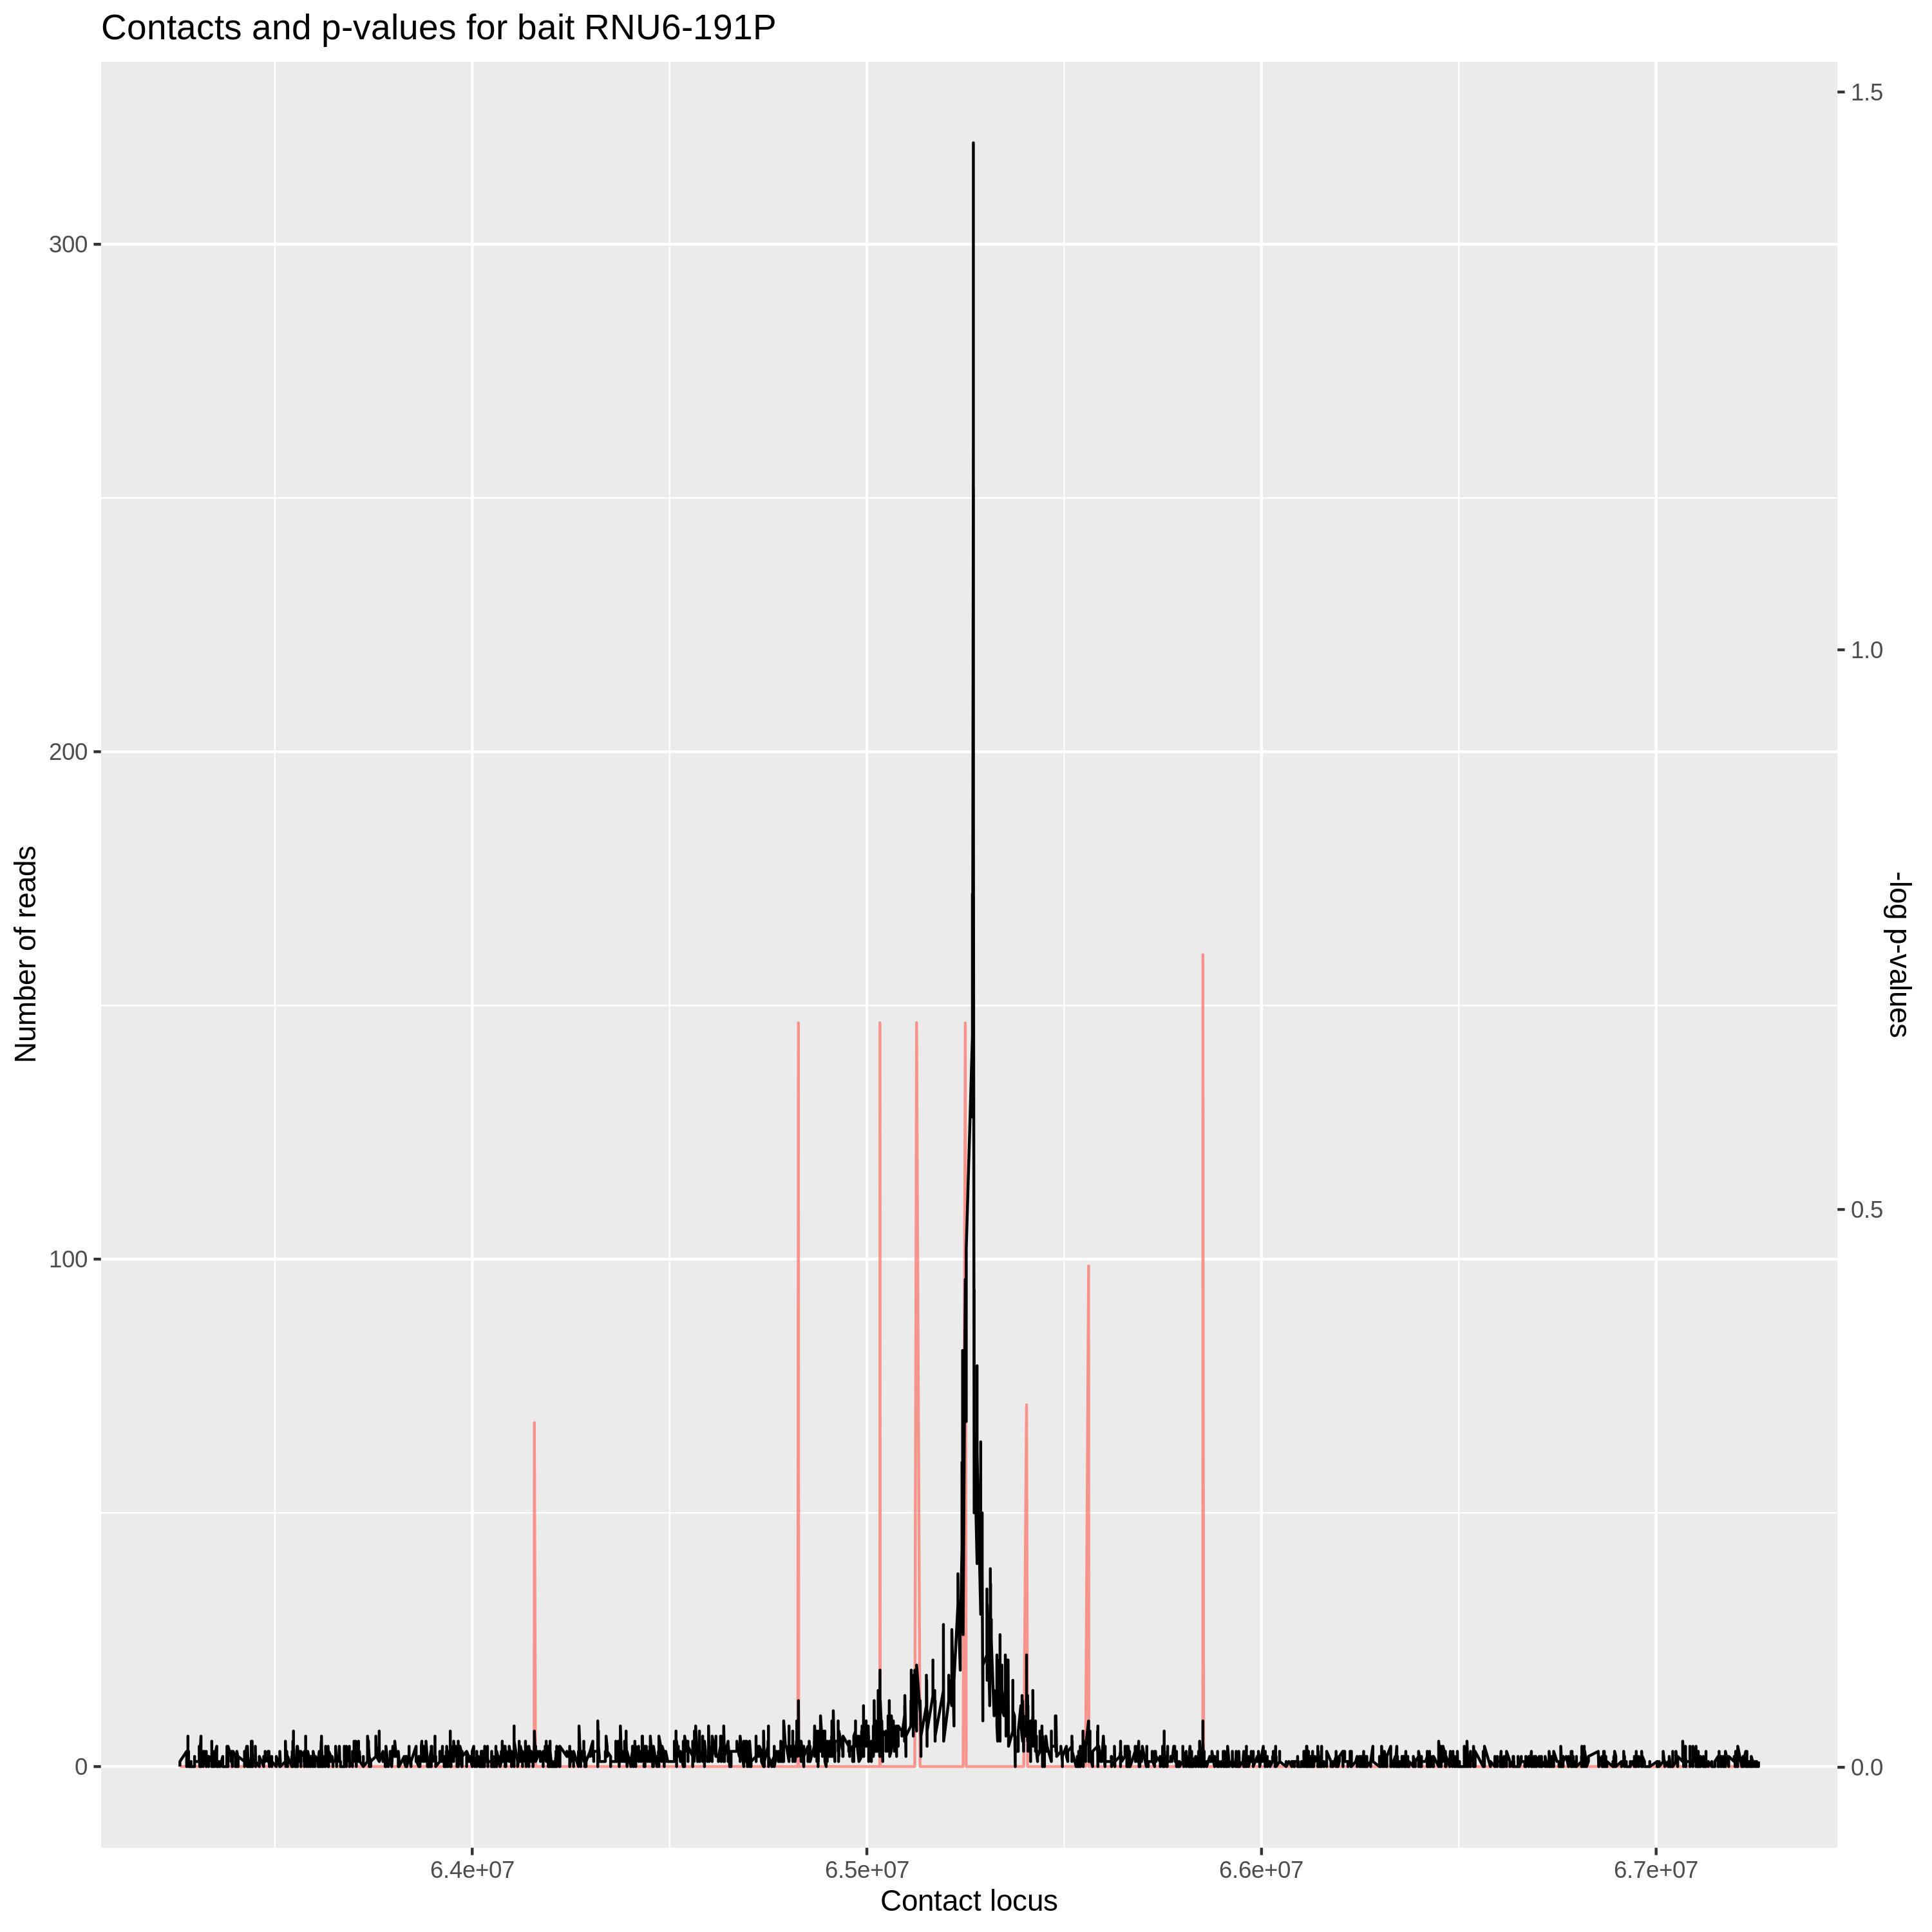 Contacts and p-values for bait RNU6-191P
1.5
300
1.0
200
Number of reads
-log p-values
0.5
100
0
0.0
6.4e+07
6.5e+07
6.6e+07
6.7e+07
Contact locus